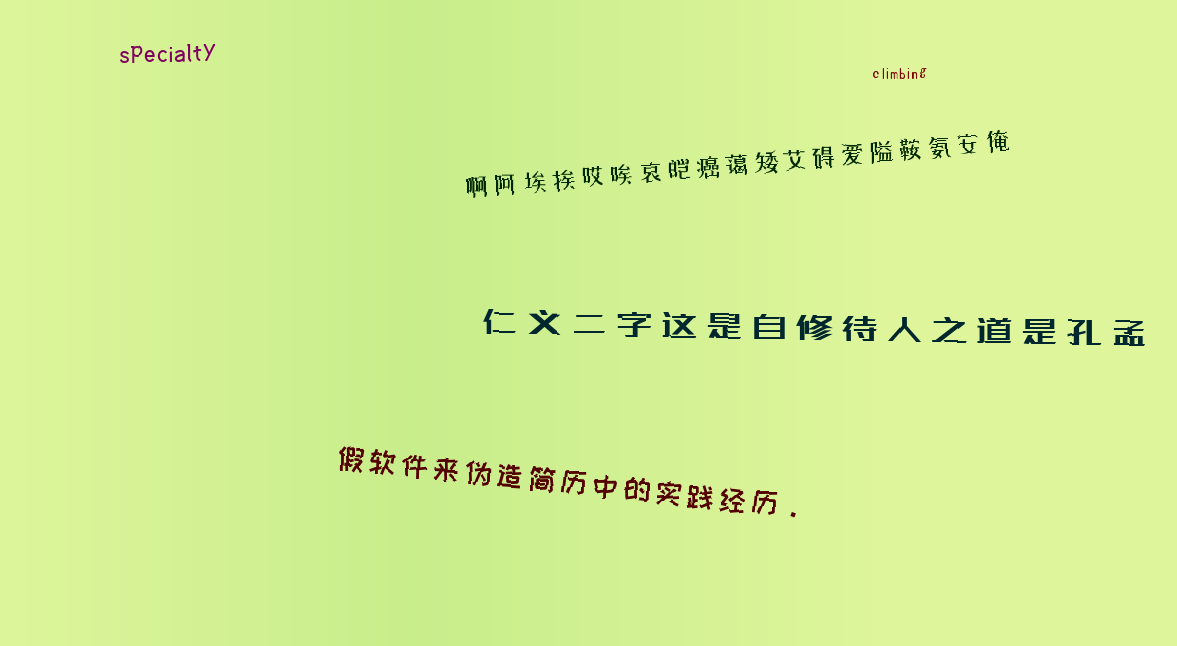 sPecialtY
climbing
啊阿埃挨哎唉哀皑癌蔼矮艾碍爱隘鞍氨安俺
仁义二字这是自修待人之道是孔孟
假软件来伪造简历中的实践经历.